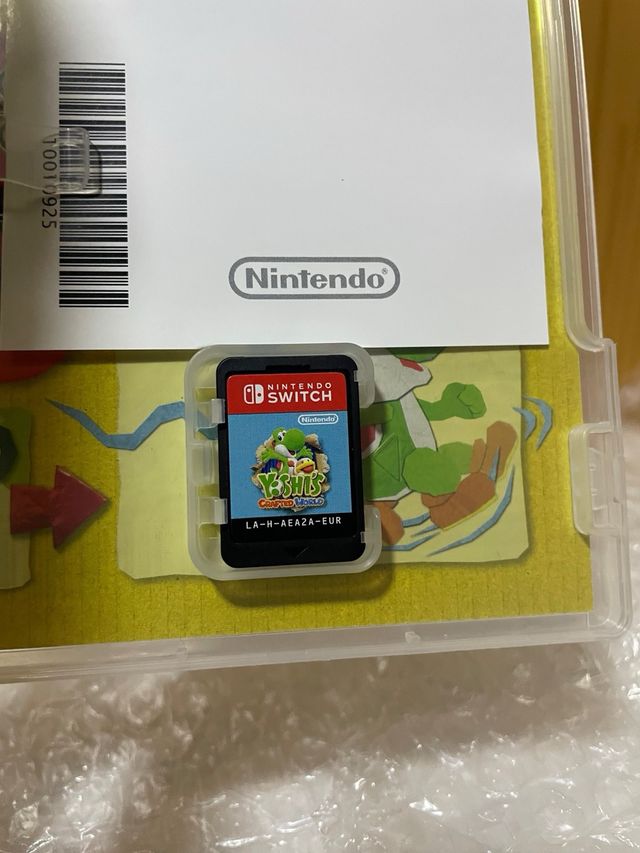 10010925
Nintendo®
NINTENDO
SWITCH
Nintendo
YOSHI'S
CRAFTED WORLD
LA-H-AEA2A-EUR